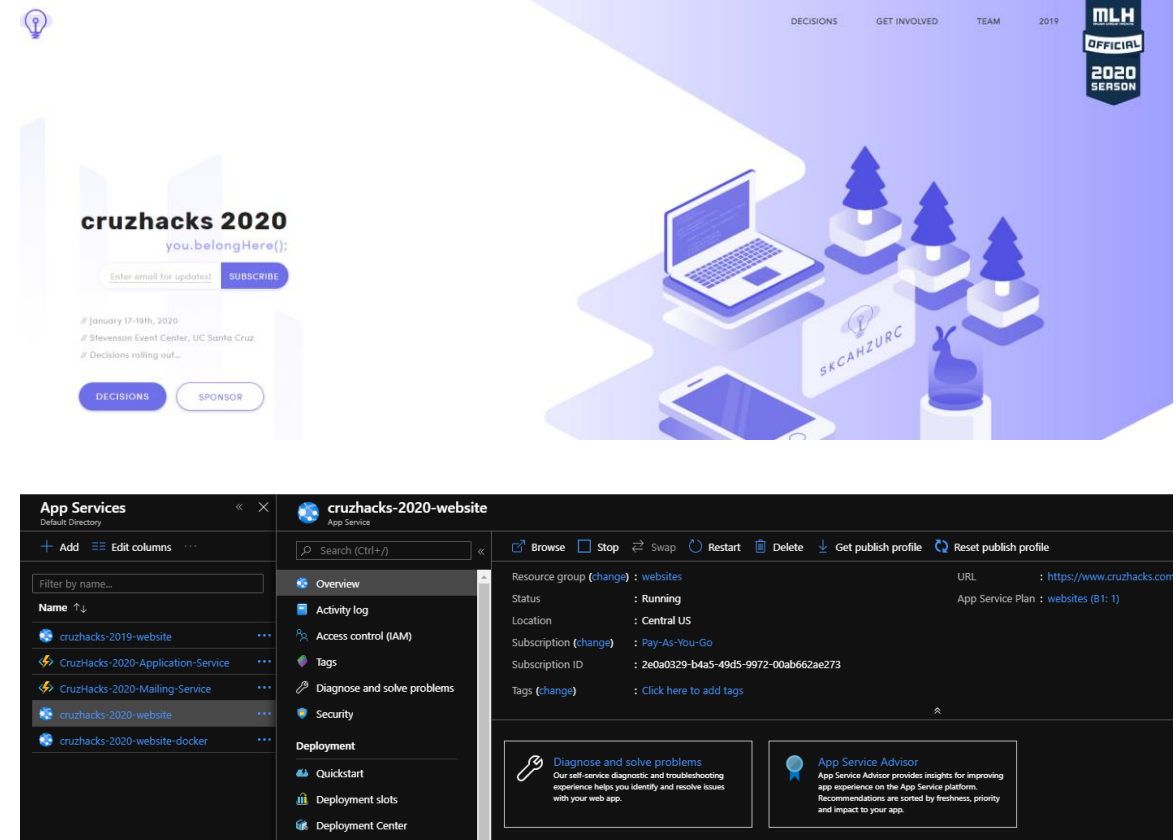 DECISIONS GET INVOLVED TEAM 2019
MLH
OFFICIAL
2020
SEASON
cruzhacks 2020
you.belongHere();
Enter email for updates! SUBSCRIBE
// January 17-19th, 2020
// Stevenson Event Center, UC Santa Cruz
// Decisions rolling out...
DECISIONS SPONSOR
SKCAHZURC
App Services
Default Directory
Add Edit columns ...
Filter by name...
Name ↑↓
cruzhacks-2019-website ...
CruzHacks-2020-Application-Service ...
CruzHacks-2020-Mailing-Service ...
cruzhacks-2020-website ...
cruzhacks-2020-website-docker ...
cruzhacks-2020-website
App Service
Search (Ctrl+/)
Overview
Activity log
Access control (IAM)
Tags
Diagnose and solve problems
Security
Deployment
Quickstart
Deployment slots
Deployment Center
Browse Stop Swap Restart Delete Get publish profile Reset publish profile
Resource group (change) : websites
Status : Running
Location : Central US
Subscription (change) : Pay-As-You-Go
Subscription ID : 2e0a0329-b4a5-49d5-9972-00ab662ae273
Tags (change) : Click here to add tags
URL : https://www.cruzhacks.com
App Service Plan : websites (B1: 1)
Diagnose and solve problems
Our self-service diagnostic and troubleshooting
experience helps you identify and resolve issues
with your web app.
App Service Advisor
App Service Advisor provides insights for improving
app experience on the App Service platform.
Recommendations are sorted by freshness, priority
and impact to your app.